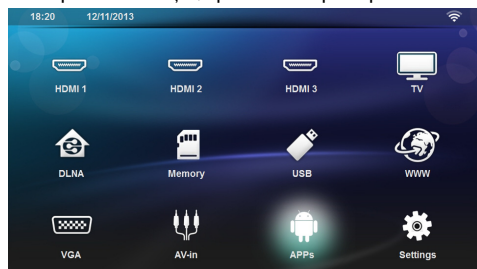 18:20 12/11/2013
HDMI 1 HDMI 2 HDMI 3 TV
DLNA Memory USB WWW
VGA AV-in APPs Settings